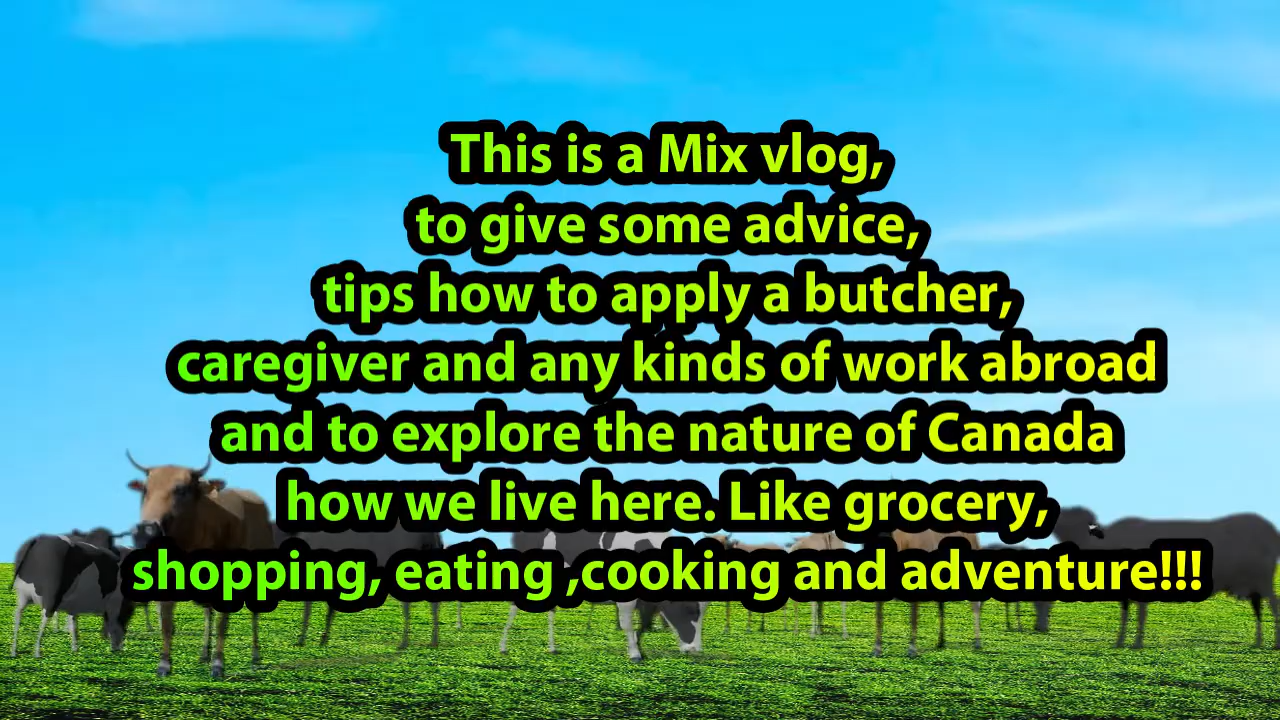 This is a Mix vlog,
to give some advice,
tips how to apply a butcher,
caregiver and any kinds of work abroad
and to explore the nature of Canada
how we live here. Like grocery,
shopping, eating ,cooking and adventure!!!